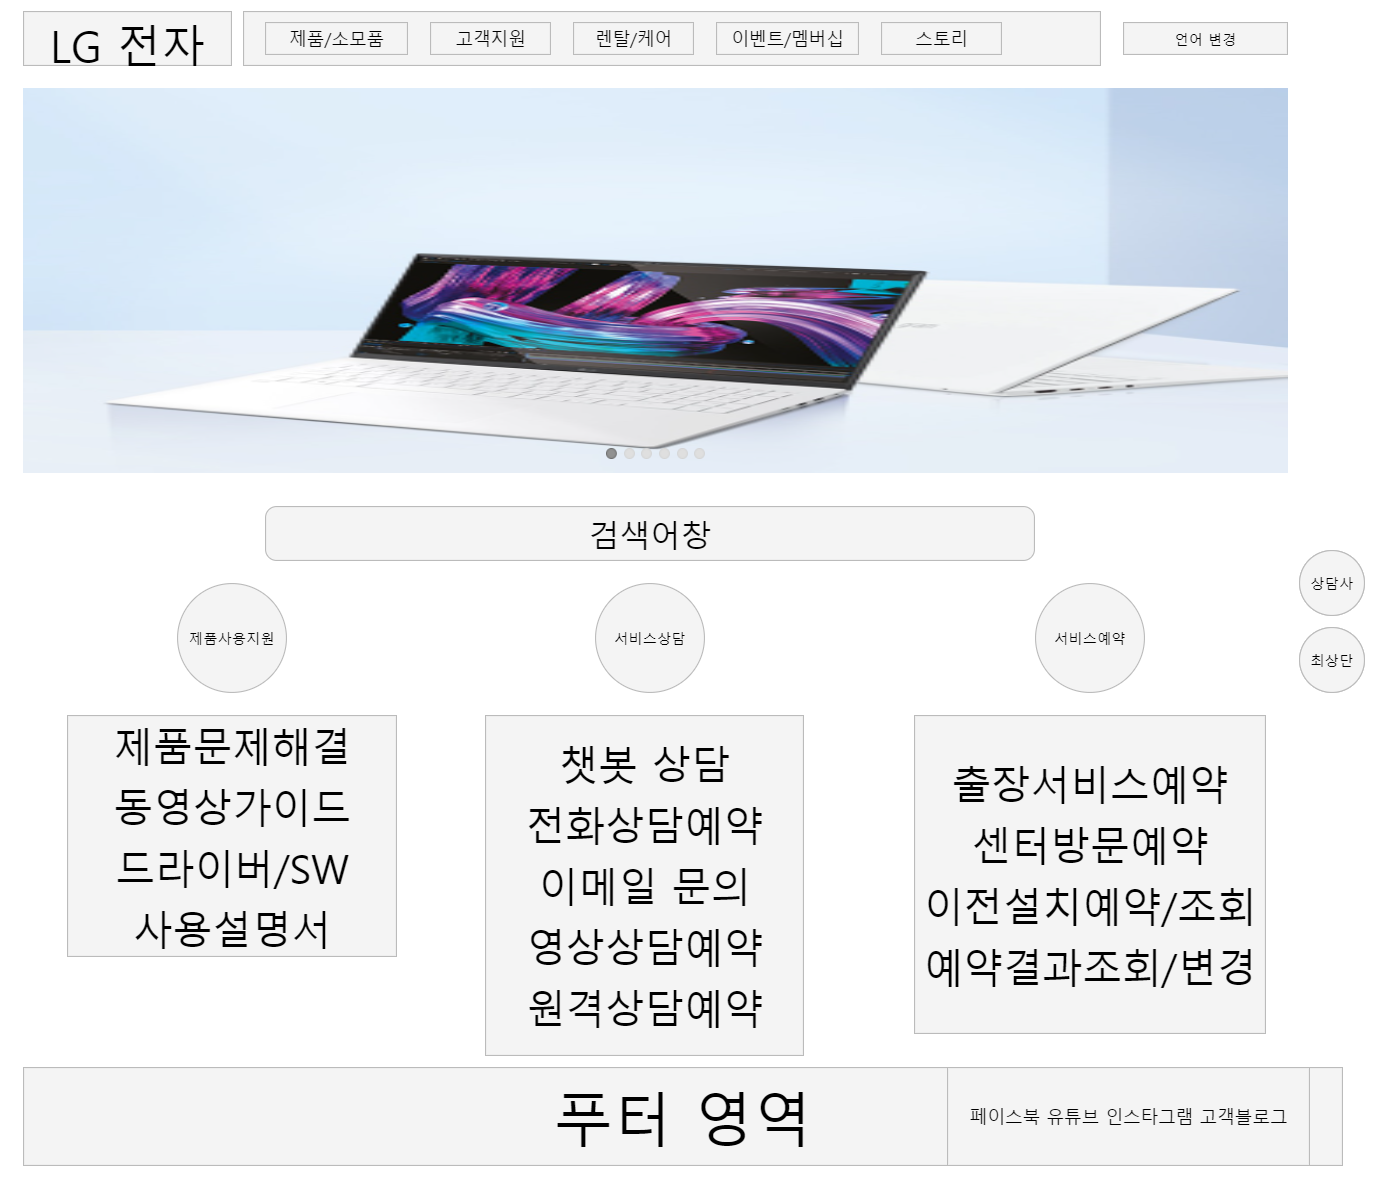 LG 전자
제품/소모품
고객지원
렌탈/케어
이벤트/멤버십
스토리
언어 변경
검색어창
상담사
제품사용지원
서비스상담
서비스예약
최상단
제품문제해결
동영상가이드
드라이버/SW
사용설명서
챗봇 상담
전화상담예약
이메일 문의
영상상담예약
원격상담예약
출장서비스예약
센터방문예약
이전설치예약/조회
예약결과조회/변경
푸터 영역
페이스북 유튜브 인스타그램 고객블로그